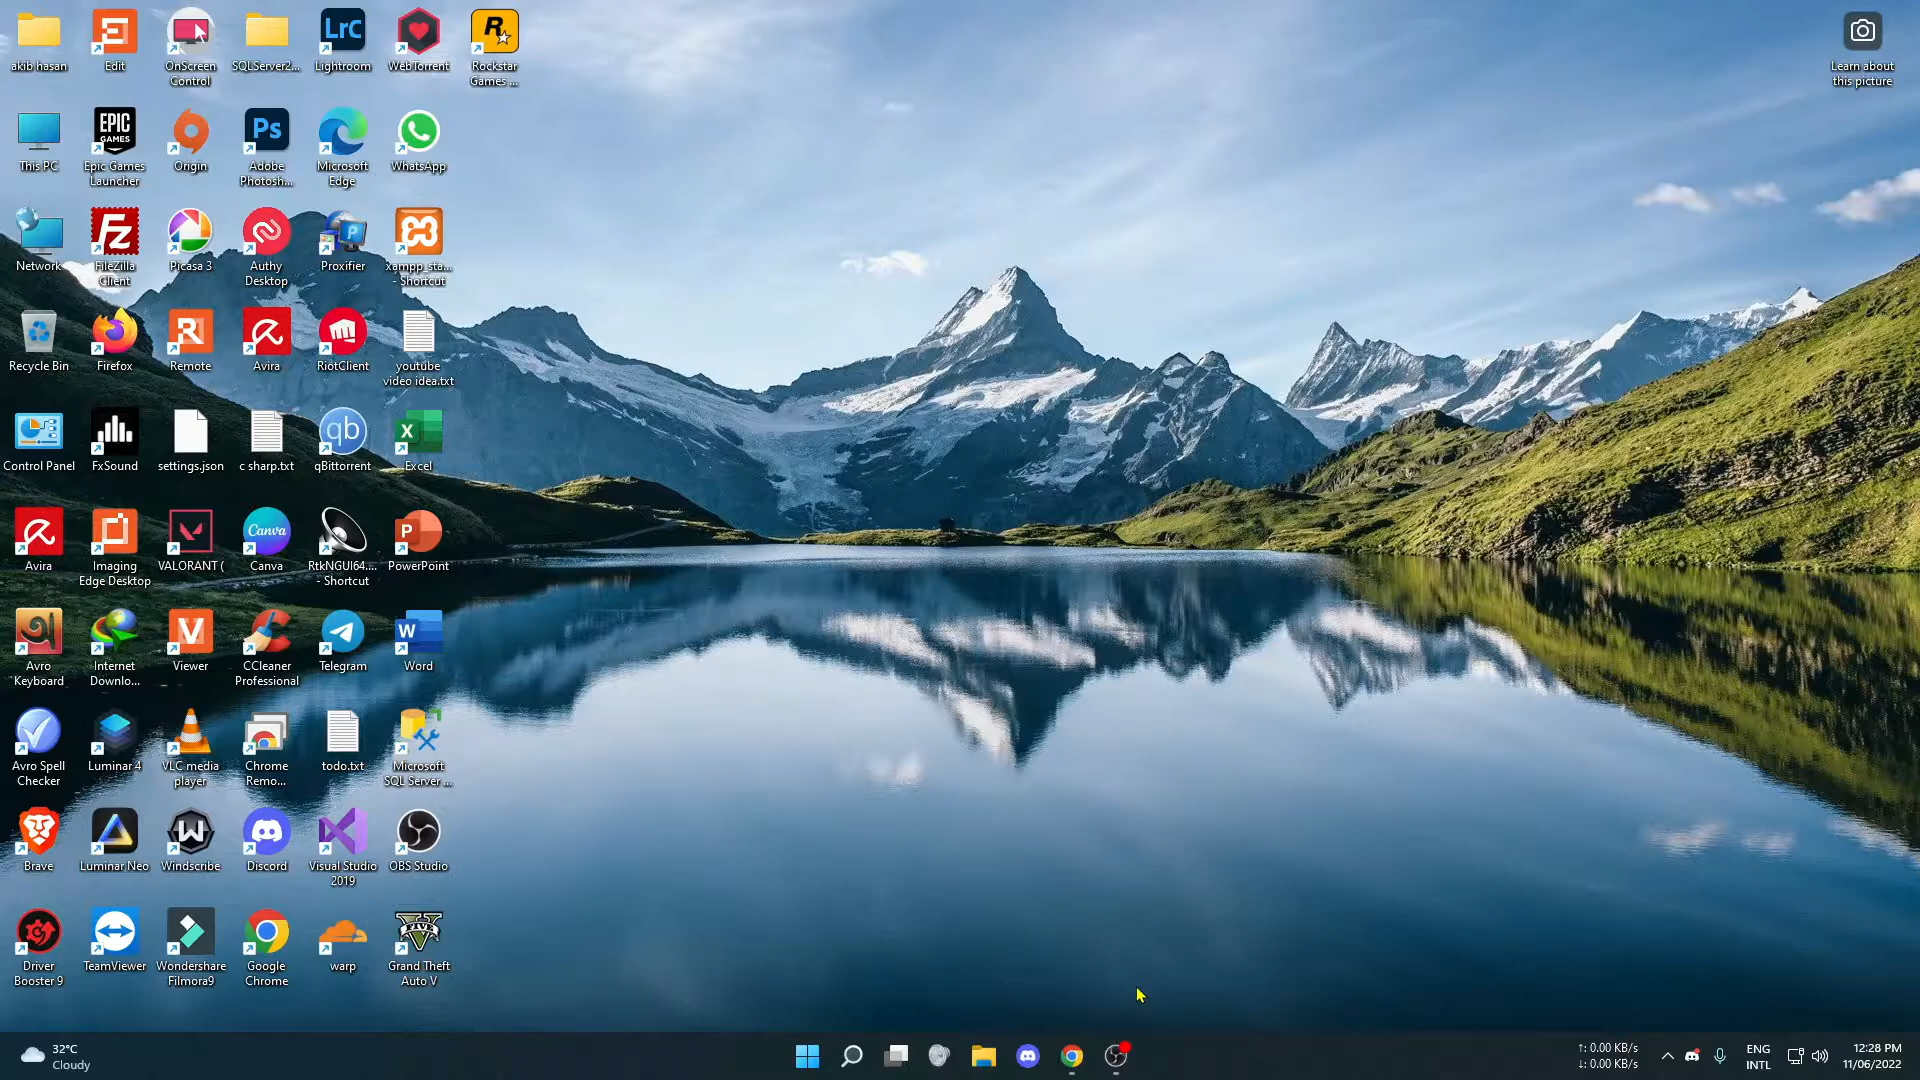 akib hasan
Edit
OnScreen
Control
SQLServer2...
Lightroom
WebTorrent
Rockstar
Games ...
Learn about
this picture
This PC
Epic Games
Launcher
Origin
Adobe
Photosh...
Microsoft
Edge
WhatsApp
Network
FileZilla
Client
Picasa 3
Authy
Desktop
Proxifier
xampp_sta...
- Shortcut
Recycle Bin
Firefox
Remote
Avira
RiotClient
youtube
video idea.txt
Control Panel
FxSound
settings.json
c sharp.txt
qBittorrent
Excel
Avira
Imaging
Edge Desktop
VALORANT (
Canva
RtkNGUI64....
- Shortcut
PowerPoint
Avro
Keyboard
Internet
Downlo...
Viewer
CCleaner
Professional
Telegram
Word
Avro Spell
Checker
Luminar 4
VLC media
player
Chrome
Remo...
todo.txt
Microsoft
SQL Server ...
Brave
Luminar Neo
Windscribe
Discord
Visual Studio
2019
OBS Studio
Driver
Booster 9
TeamViewer
Wondershare
Filmora9
Google
Chrome
warp
Grand Theft
Auto V
32°C
Cloudy
↑: 0.00 KB/s
↓: 0.00 KB/s
ENG
INTL
12:28 PM
11/06/2022